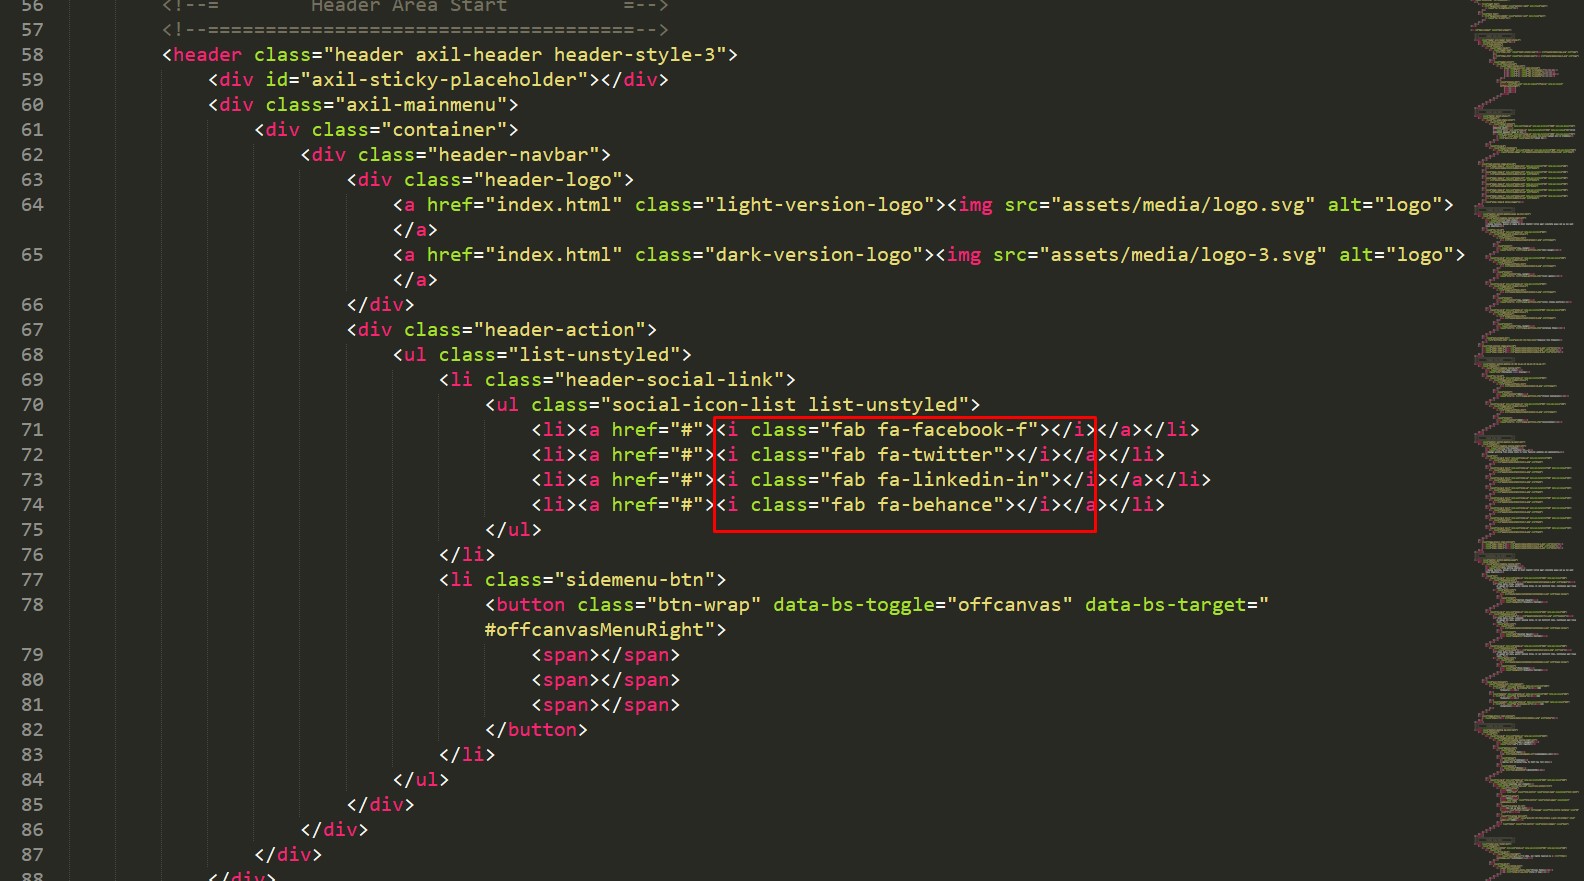 56 <!--= Header Area Start =-->
57 <!--=====================================-->
58 <header class="header axil-header header-style-3">
59 <div id="axil-sticky-placeholder"></div>
60 <div class="axil-mainmenu">
61 <div class="container">
62 <div class="header-navbar">
63 <div class="header-logo">
64 <a href="index.html" class="light-version-logo"><img src="assets/media/logo.svg" alt="logo">
</a>
65 <a href="index.html" class="dark-version-logo"><img src="assets/media/logo-3.svg" alt="logo">
</a>
66 </div>
67 <div class="header-action">
68 <ul class="list-unstyled">
69 <li class="header-social-link">
70 <ul class="social-icon-list list-unstyled">
71 <li><a href="#"><i class="fab fa-facebook-f"></i></a></li>
72 <li><a href="#"><i class="fab fa-twitter"></i></a></li>
73 <li><a href="#"><i class="fab fa-linkedin-in"></i></a></li>
74 <li><a href="#"><i class="fab fa-behance"></i></a></li>
75 </ul>
76 </li>
77 <li class="sidemenu-btn">
78 <button class="btn-wrap" data-bs-toggle="offcanvas" data-bs-target="
#offcanvasMenuRight">
79 <span></span>
80 <span></span>
81 <span></span>
82 </button>
83 </li>
84 </ul>
85 </div>
86 </div>
87 </div>
88 </div>